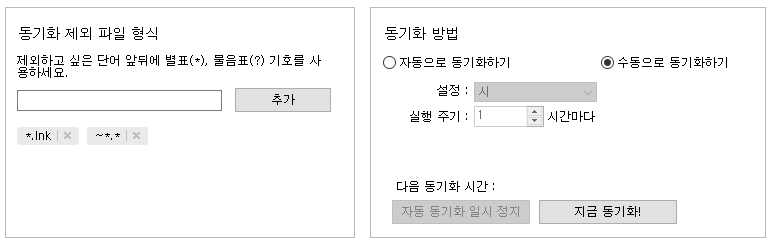 동기화 제외 파일 형식
제외하고 싶은 단어 앞뒤에 별표(*), 물음표(?) 기호를 사
용하세요.
추가
*.lnk
~*.*
동기화 방법
자동으로 동기화하기
수동으로 동기화하기
설정 : 시
실행 주기 : 1 시간마다
다음 동기화 시간 :
자동 동기화 일시 정지
지금 동기화!